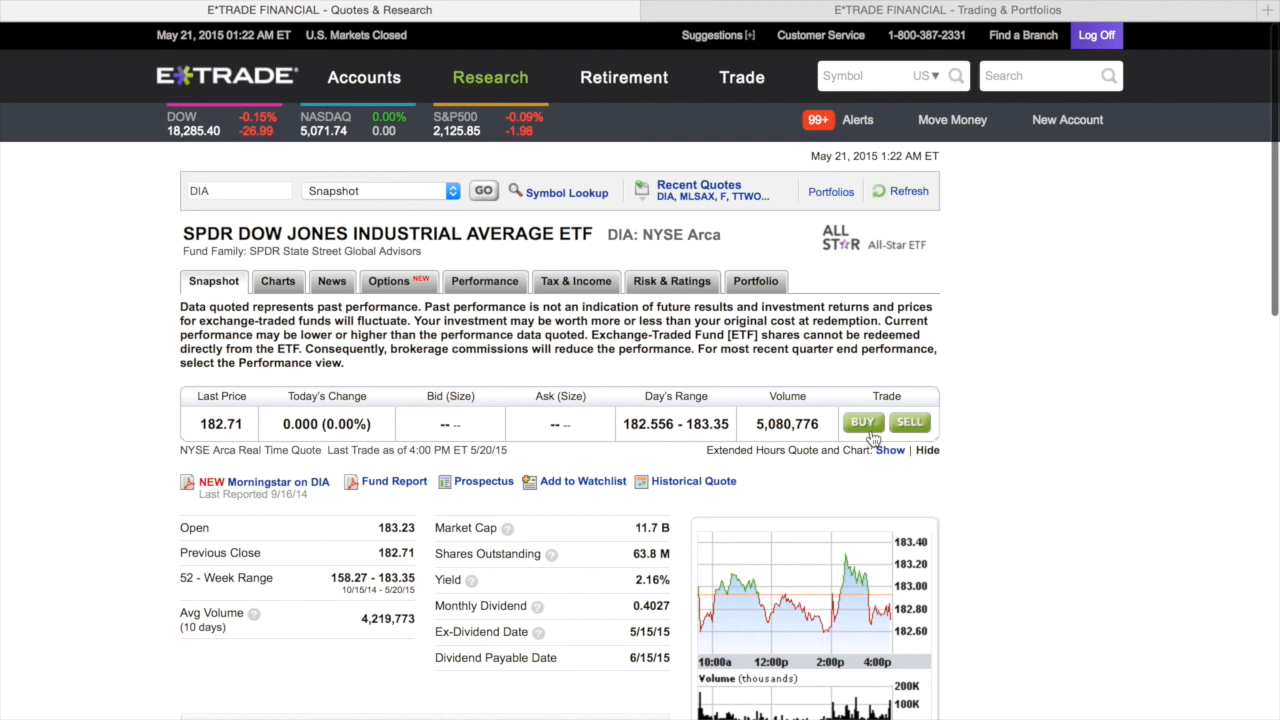 E*TRADE FINANCIAL - Quotes & Research
E*TRADE FINANCIAL - Trading & Portfolios
May 21, 2015 01:22 AM ET U.S. Markets Closed
Suggestions [+] Customer Service 1-800-387-2331 Find a Branch Log Off
E*TRADE® Accounts Research Retirement Trade
Symbol US▼ Search
DOW -0.15% NASDAQ 0.00% S&P500 -0.09%
18,285.40 -26.99 5,071.74 0.00 2,125.85 -1.98
99+ Alerts Move Money New Account
May 21, 2015 1:22 AM ET
DIA Snapshot GO Symbol Lookup
Recent Quotes
DIA, MLSAX, F, TTWO...
Portfolios Refresh
SPDR DOW JONES INDUSTRIAL AVERAGE ETF DIA: NYSE Arca
Fund Family: SPDR State Street Global Advisors
ALL
STAR All-Star ETF
Snapshot Charts News Options NEW Performance Tax & Income Risk & Ratings Portfolio
Data quoted represents past performance. Past performance is not an indication of future results and investment returns and prices
for exchange-traded funds will fluctuate. Your investment may be worth more or less than your original cost at redemption. Current
performance may be lower or higher than the performance data quoted. Exchange-Traded Fund [ETF] shares cannot be redeemed
directly from the ETF. Consequently, brokerage commissions will reduce the performance. For most recent quarter end performance,
select the Performance view.
Last Price Today's Change Bid (Size) Ask (Size) Day's Range Volume Trade
182.71 0.000 (0.00%) -- -- -- -- 182.556 - 183.35 5,080,776 BUY SELL
NYSE Arca Real Time Quote Last Trade as of 4:00 PM ET 5/20/15
Extended Hours Quote and Chart: Show | Hide
NEW Morningstar on DIA Fund Report Prospectus Add to Watchlist Historical Quote
Last Reported 9/16/14
Open 183.23
Previous Close 182.71
52 - Week Range 158.27 - 183.35
10/15/14 - 5/20/15
Avg Volume
(10 days) 4,219,773
Market Cap 11.7 B
Shares Outstanding 63.8 M
Yield 2.16%
Monthly Dividend 0.4027
Ex-Dividend Date 5/15/15
Dividend Payable Date 6/15/15
183.40
183.20
183.00
182.80
182.60
10:00a 12:00p 2:00p 4:00p
Volume (thousands)
200K
100K